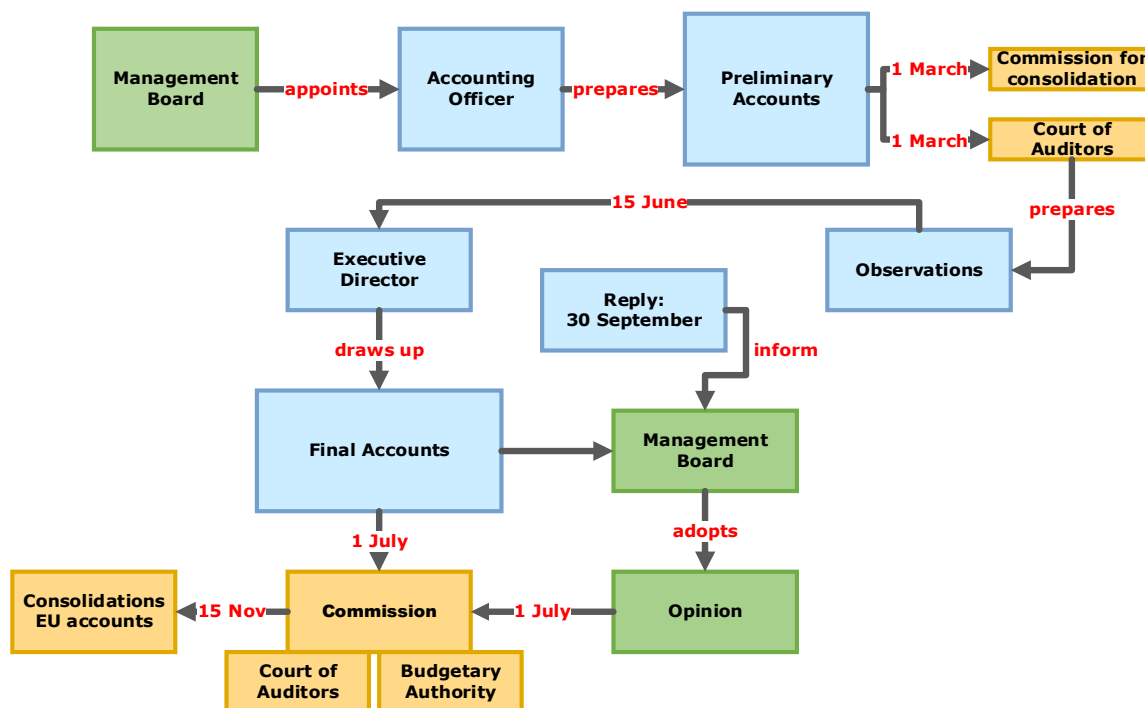 Management
Board
appoints
Accounting
Officer
prepares
Preliminary
Accounts
1 March
Commission for
consolidation
1 March
Court of
Auditors
prepares
Observations
15 June
Executive
Director
Reply:
30 September
inform
draws up
Final Accounts
Management
Board
adopts
1 July
Consolidations
EU accounts
15 Nov
Commission
1 July
Opinion
Court of
Auditors
Budgetary
Authority